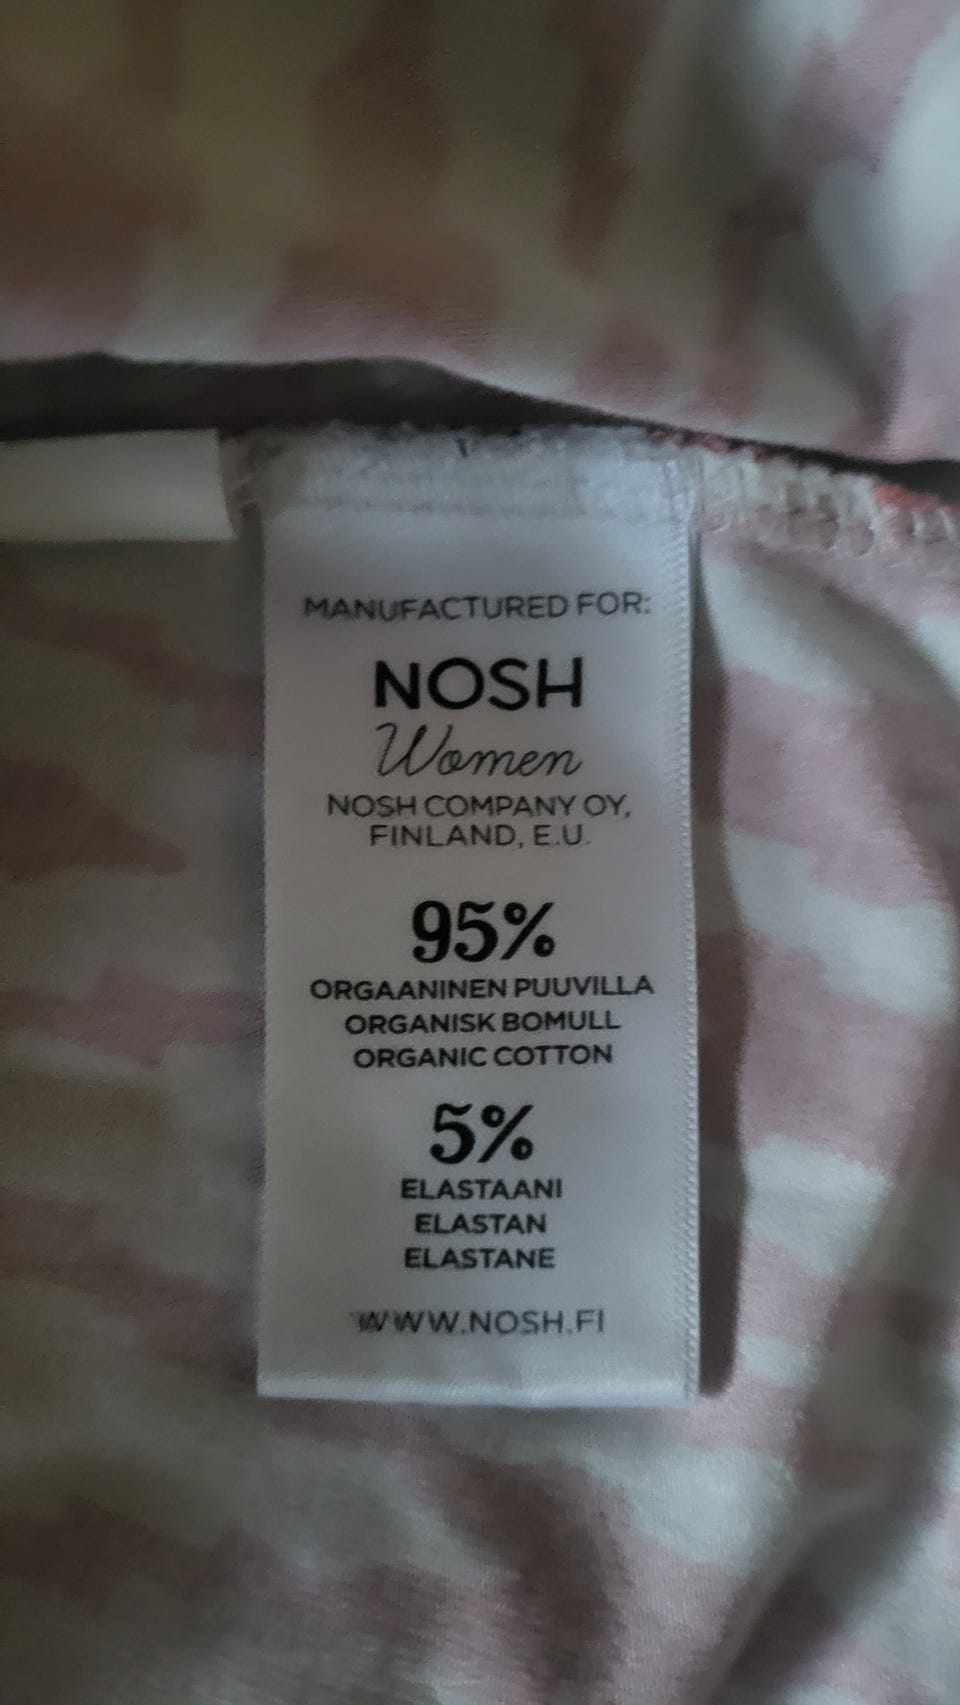 MANUFACTURED FOR:
NOSH
Women
NOSH COMPANY OY,
FINLAND, E.U.
95%
ORGAANINEN PUUVILLA
ORGANISK BOMULL
ORGANIC COTTON
5%
ELASTAANI
ELASTAN
ELASTANE
WWW.NOSH.FI